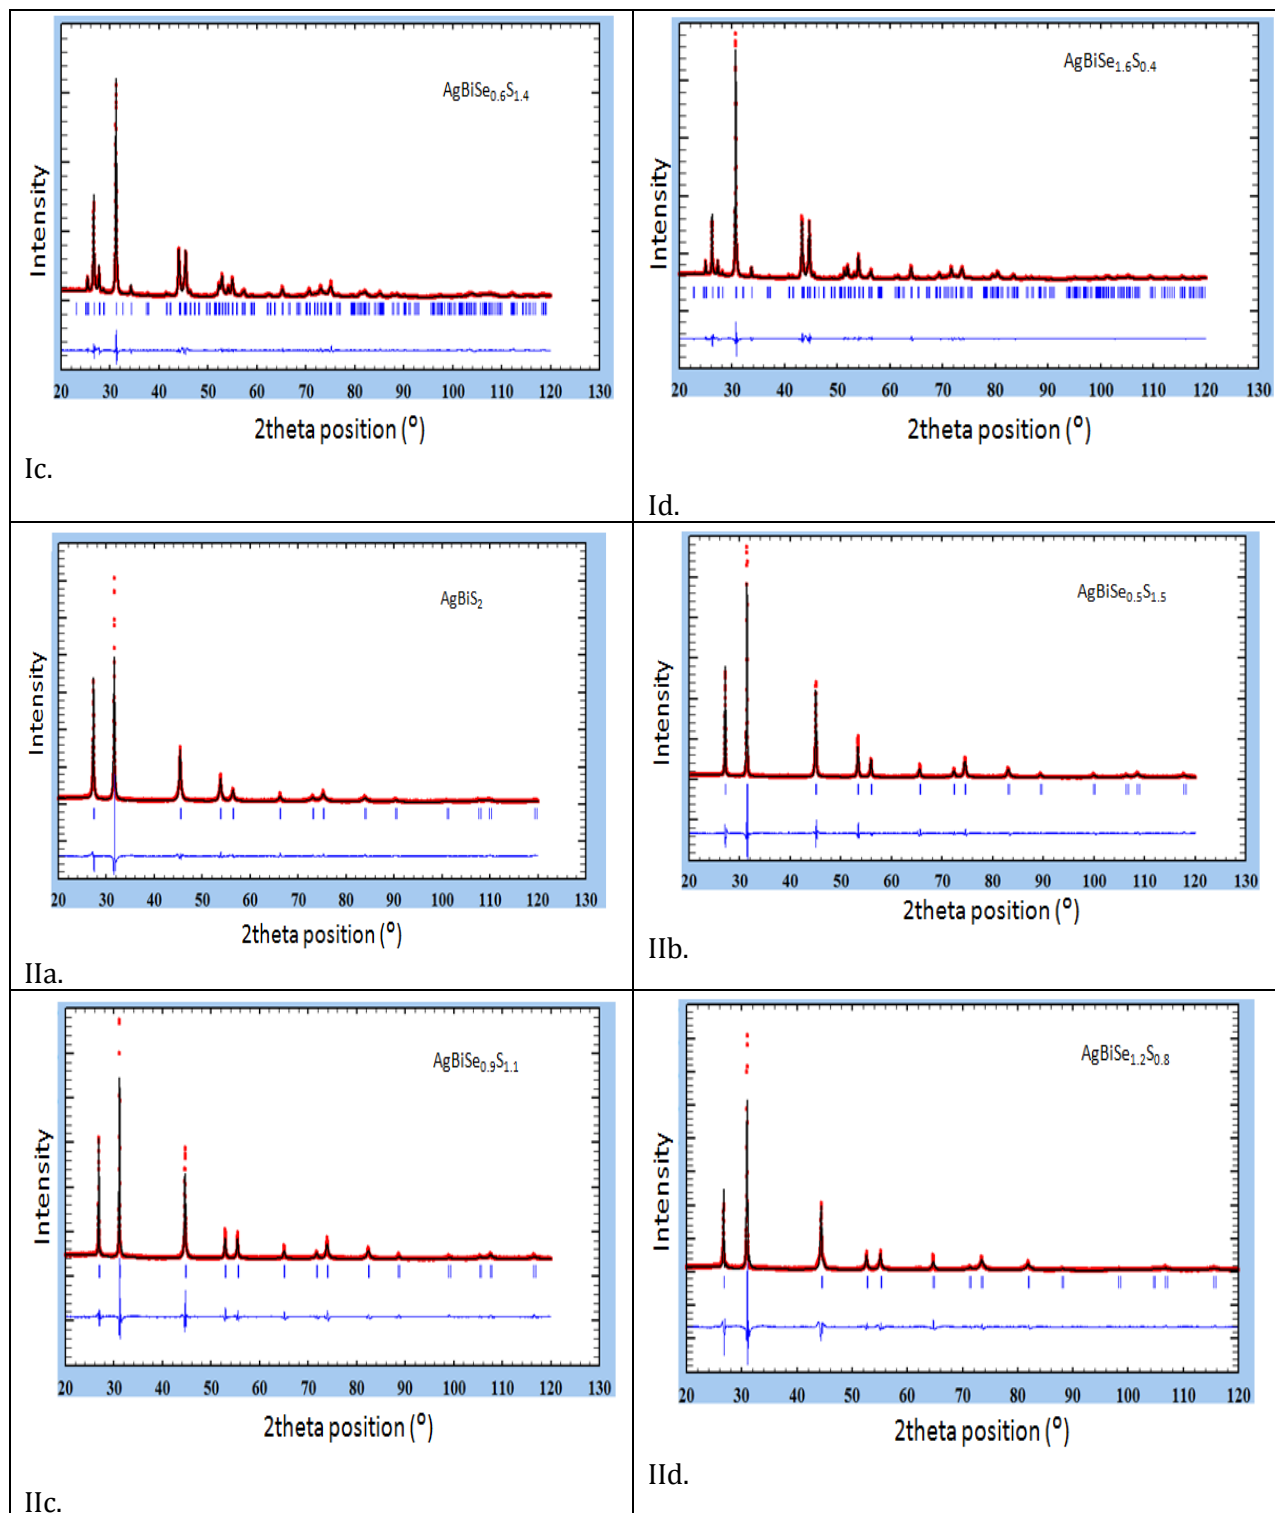 AgBiSe0.6S1.4
Intensity
20 30 40 50 60 70 80 90 100 110 120 130
2theta position (°)
Ic.
AgBiSe1.6S0.4
Intensity
20 30 40 50 60 70 80 90 100 110 120 130
2theta position (°)
Id.
AgBiS2
Intensity
20 30 40 50 60 70 80 90 100 110 120 130
2theta position (°)
IIa.
AgBiSe0.5S1.5
Intensity
20 30 40 50 60 70 80 90 100 110 120 130
2theta position (°)
IIb.
AgBiSe0.9S1.1
Intensity
20 30 40 50 60 70 80 90 100 110 120 130
2theta position (°)
IIc.
AgBiSe1.2S0.8
Intensity
20 30 40 50 60 70 80 90 100 110 120
2theta position (°)
IId.